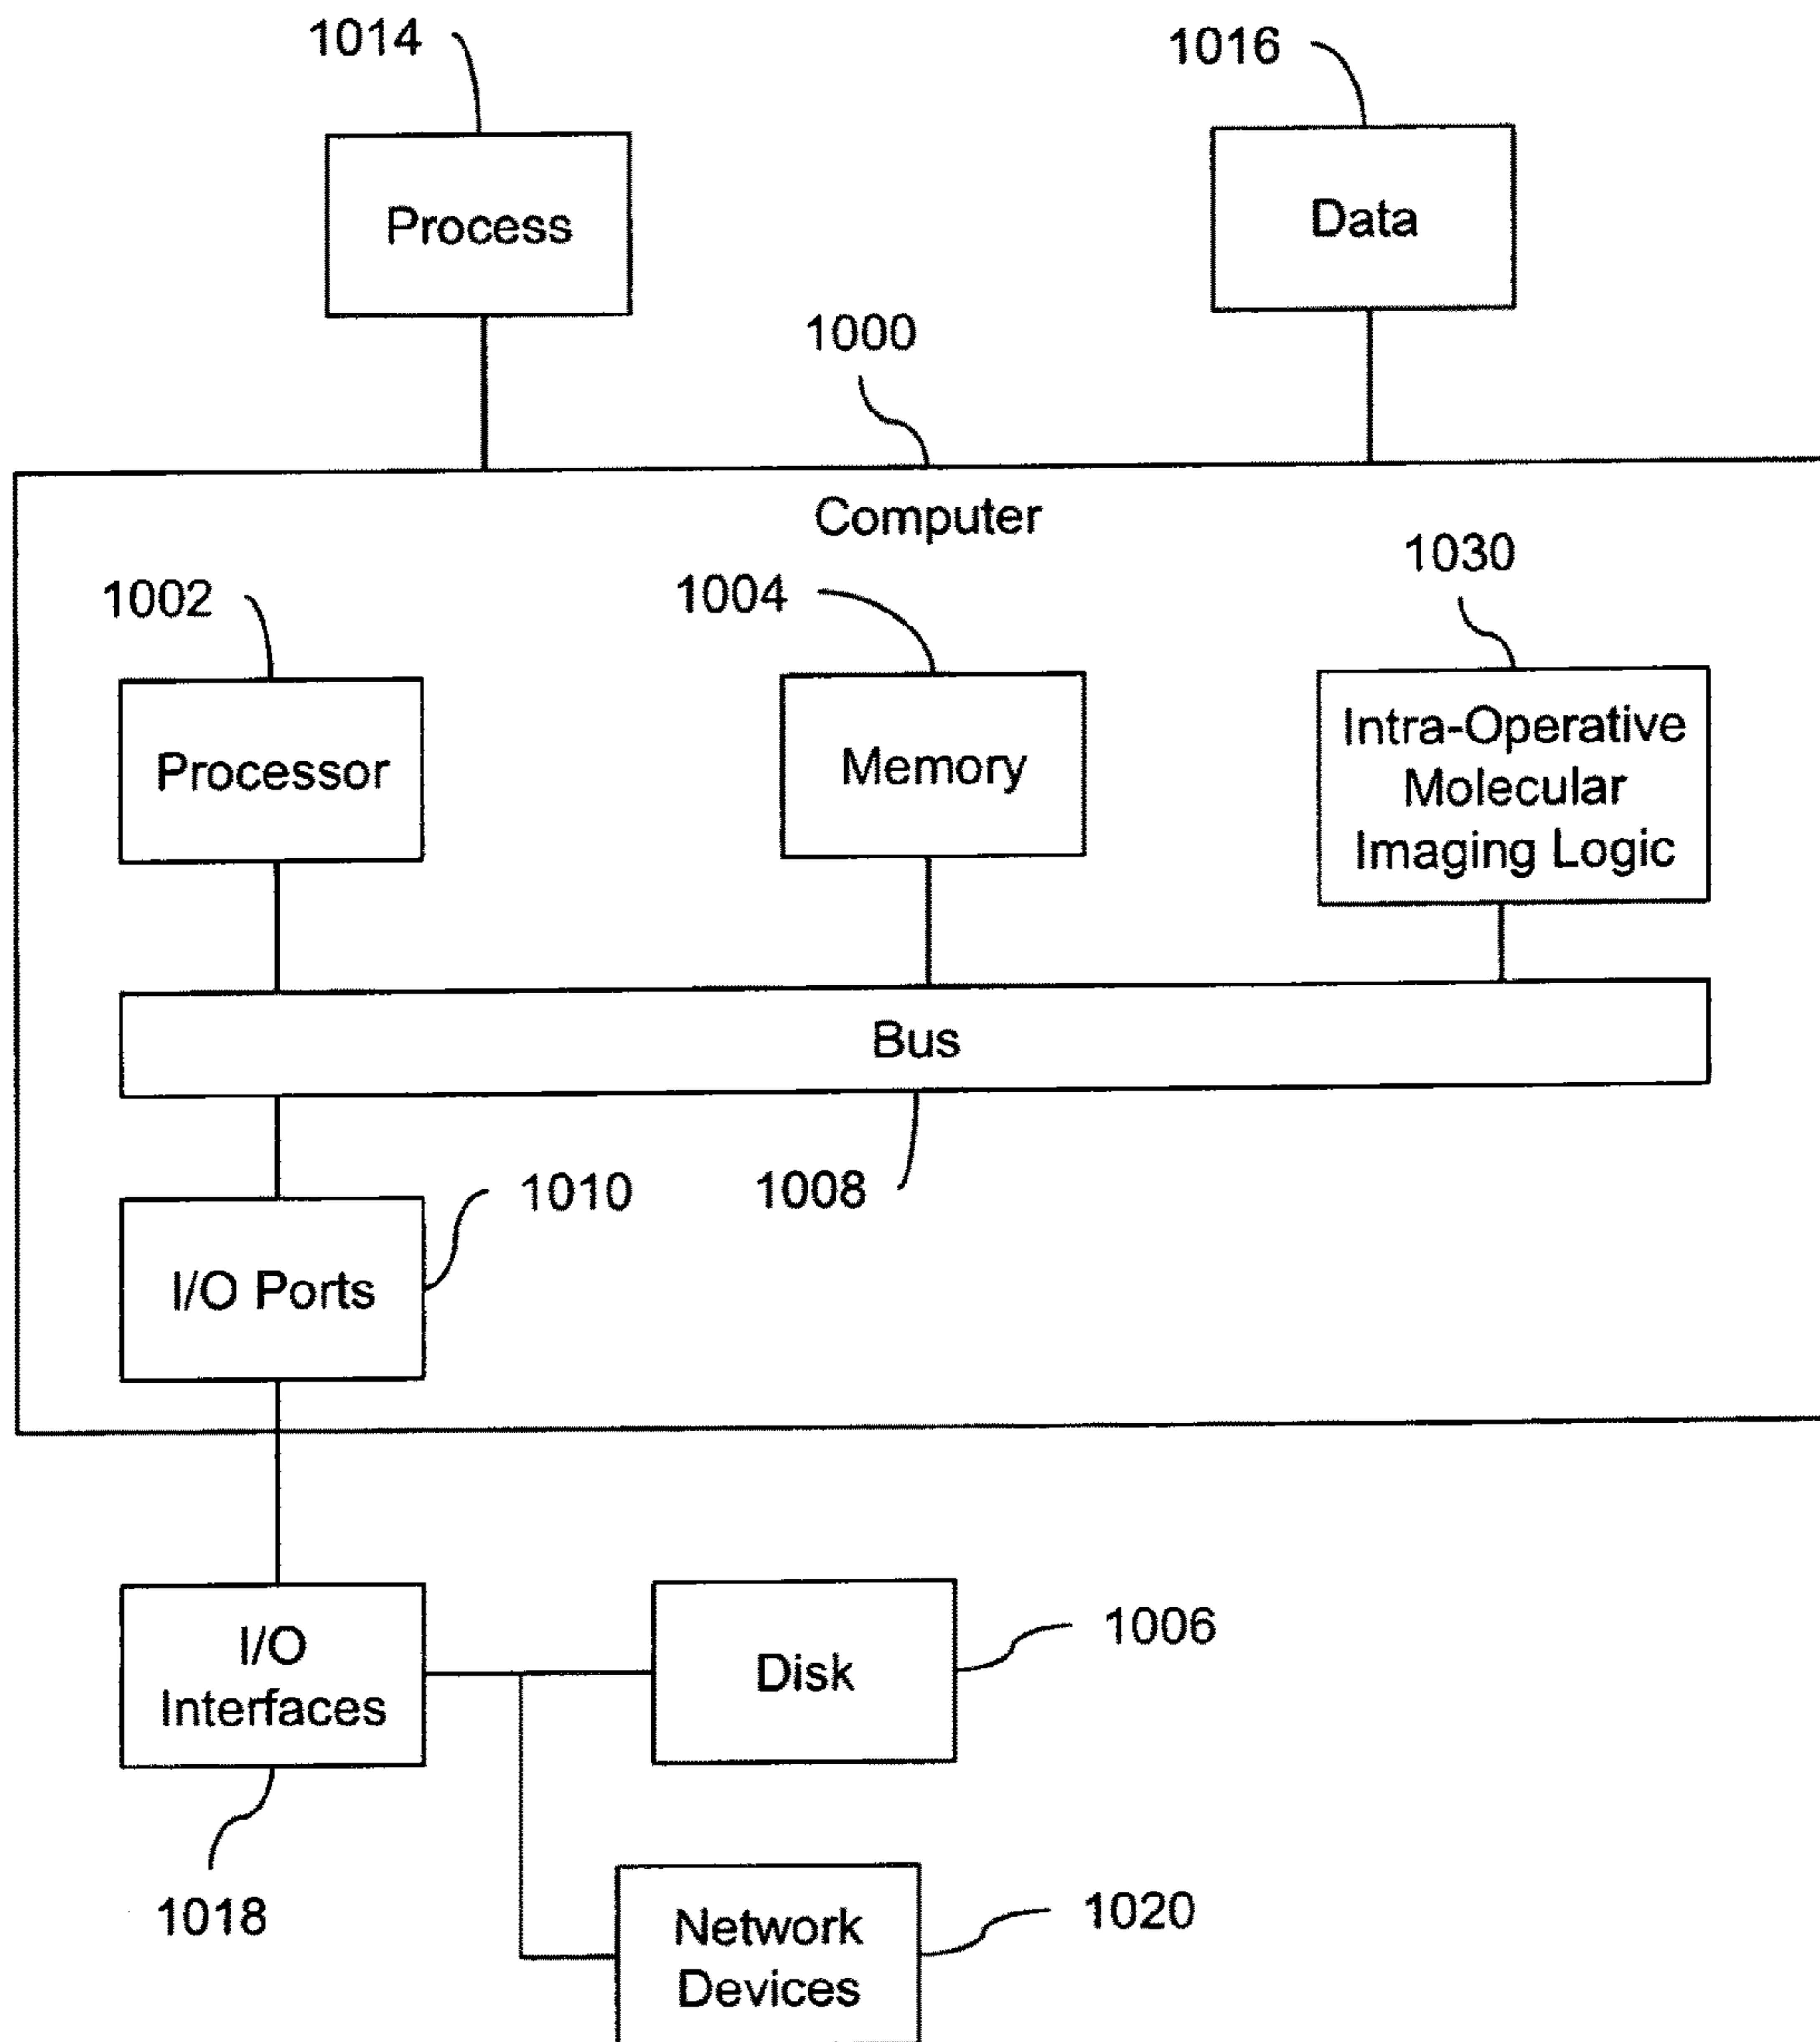 1014
1016
Process
Data
1000
Computer
1002
1004
1030
Processor
Memory
Intra-Operative
Molecular
Imaging Logic
Bus
1010
1008
I/O Ports
I/O
Interfaces
Disk
1006
1018
Network
Devices
1020